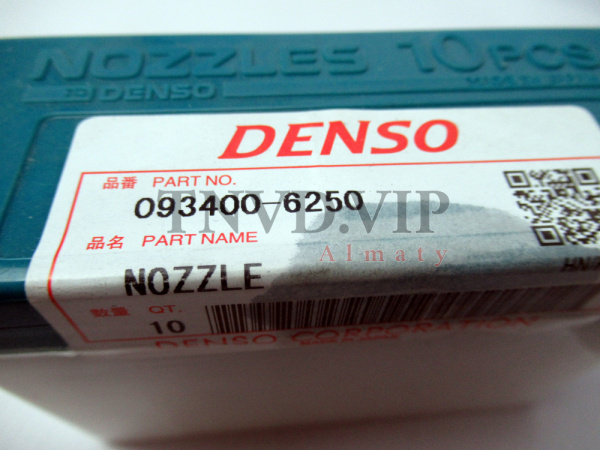 NOZZLES 10PCS
DENSO
DENSO
品番 PART NO.
093400-6250
TNVD.VIP
Almaty
品名 PART NAME
NOZZLE
数量 QT.
10
DENSO CORPORATION